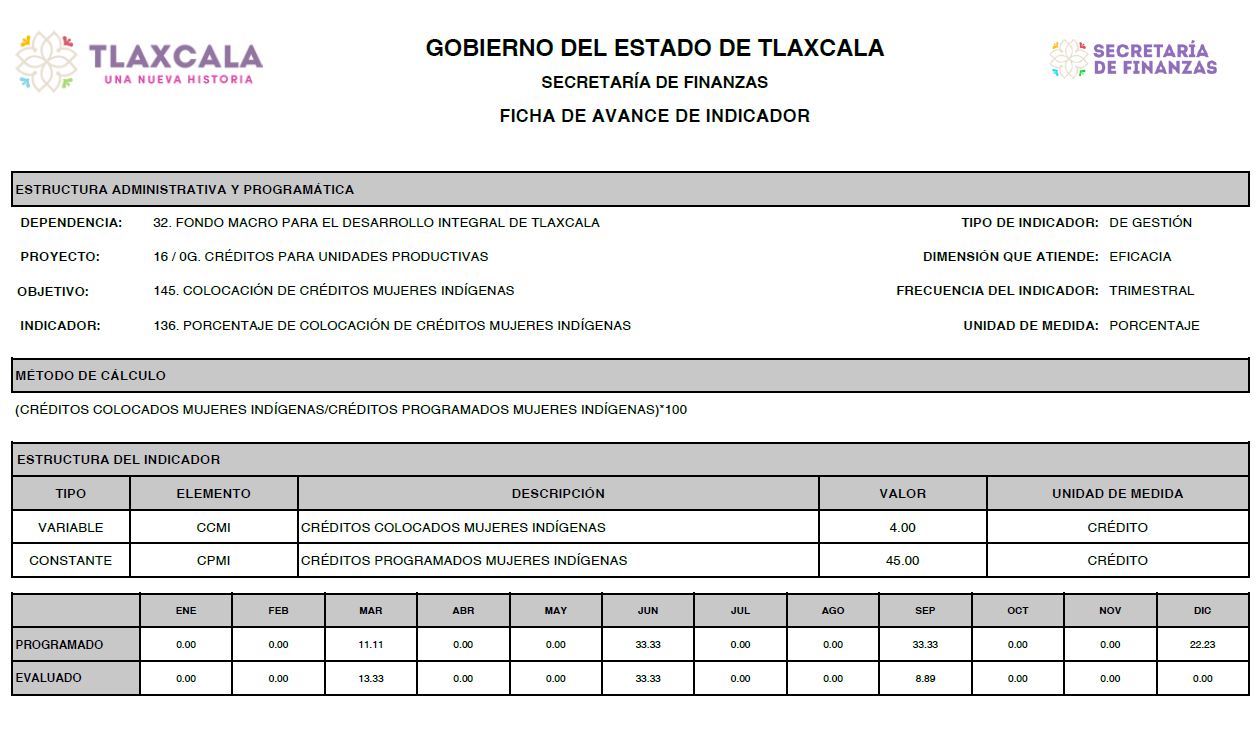 TLAXCALA
UNA NUEVA HISTORIA
GOBIERNO DEL ESTADO DE TLAXCALA
SECRETARÍA DE FINANZAS
FICHA DE AVANCE DE INDICADOR
SECRETARÍA
DE FINANZAS
ESTRUCTURA ADMINISTRATIVA Y PROGRAMÁTICA
DEPENDENCIA: 32. FONDO MACRO PARA EL DESARROLLO INTEGRAL DE TLAXCALA TIPO DE INDICADOR: DE GESTIÓN
PROYECTO: 16 / 0G. CRÉDITOS PARA UNIDADES PRODUCTIVAS DIMENSIÓN QUE ATIENDE: EFICACIA
OBJETIVO: 145. COLOCACIÓN DE CRÉDITOS MUJERES INDÍGENAS FRECUENCIA DEL INDICADOR: TRIMESTRAL
INDICADOR: 136. PORCENTAJE DE COLOCACIÓN DE CRÉDITOS MUJERES INDÍGENAS UNIDAD DE MEDIDA: PORCENTAJE
MÉTODO DE CÁLCULO
(CRÉDITOS COLOCADOS MUJERES INDÍGENAS/CRÉDITOS PROGRAMADOS MUJERES INDÍGENAS)*100
ESTRUCTURA DEL INDICADOR
TIPO ELEMENTO DESCRIPCIÓN VALOR UNIDAD DE MEDIDA
VARIABLE CCMI CRÉDITOS COLOCADOS MUJERES INDÍGENAS 4.00 CRÉDITO
CONSTANTE CPMI CRÉDITOS PROGRAMADOS MUJERES INDÍGENAS 45.00 CRÉDITO
ENE FEB MAR ABR MAY JUN JUL AGO SEP OCT NOV DIC
PROGRAMADO 0.00 0.00 11.11 0.00 0.00 33.33 0.00 0.00 33.33 0.00 0.00 22.23
EVALUADO 0.00 0.00 13.33 0.00 0.00 33.33 0.00 0.00 8.89 0.00 0.00 0.00